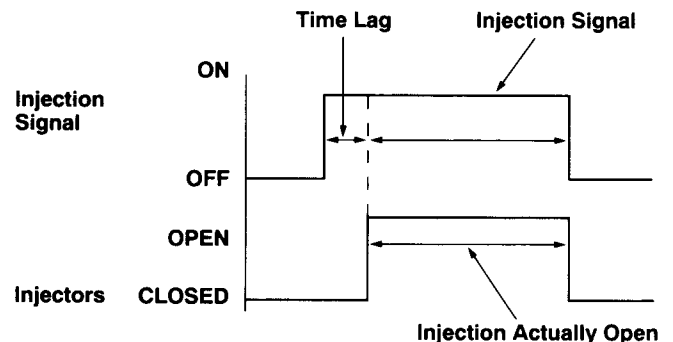 Time Lag
Injection Signal
ON
Injection
Signal
OFF
OPEN
Injectors
CLOSED
Injection Actually Open